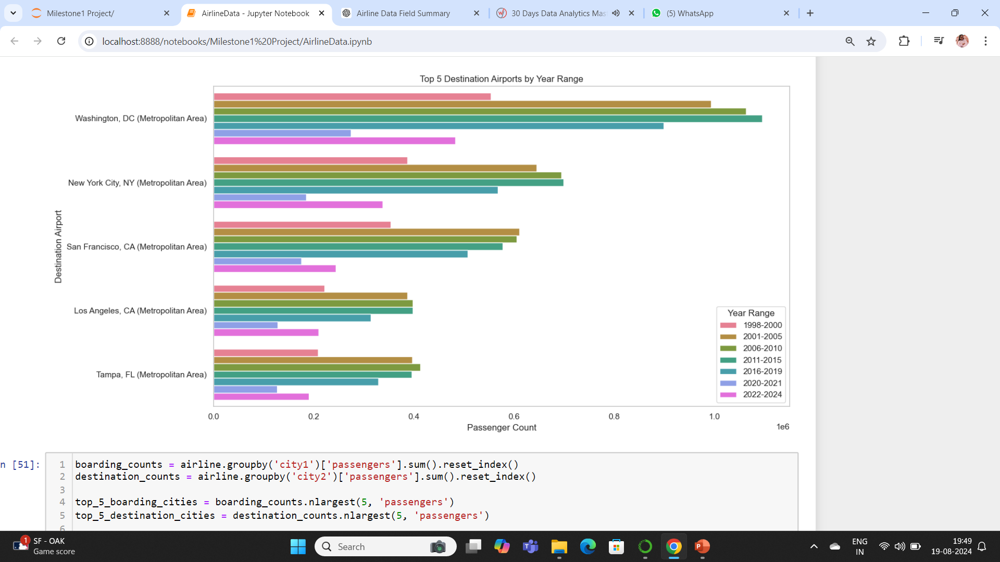 Milestone1 Project/
AirlineData - Jupyter Notebook
Airline Data Field Summary
30 Days Data Analytics Mas
(5) WhatsApp
localhost:8888/notebooks/Milestone1%20Project/AirlineData.ipynb
Top 5 Destination Airports by Year Range
Destination Airport
Washington, DC (Metropolitan Area)
New York City, NY (Metropolitan Area)
San Francisco, CA (Metropolitan Area)
Los Angeles, CA (Metropolitan Area)
Tampa, FL (Metropolitan Area)
Year Range
1998-2000
2001-2005
2006-2010
2011-2015
2016-2019
2020-2021
2022-2024
0.0 0.2 0.4 0.6 0.8 1.0
Passenger Count
1e6
n [51]:
1 boarding_counts = airline.groupby('city1')['passengers'].sum().reset_index()
2 destination_counts = airline.groupby('city2')['passengers'].sum().reset_index()
3
4 top_5_boarding_cities = boarding_counts.nlargest(5, 'passengers')
5 top_5_destination_cities = destination_counts.nlargest(5, 'passengers')
6
1
SF - OAK
Game score
Search
ENG
IN
19:49
19-08-2024